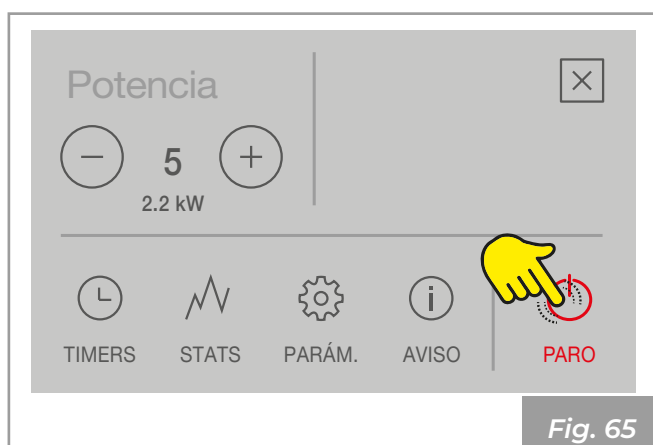 Potencia
5
2.2 kW
TIMERS STATS PARÁM. AVISO PARO
Fig. 65